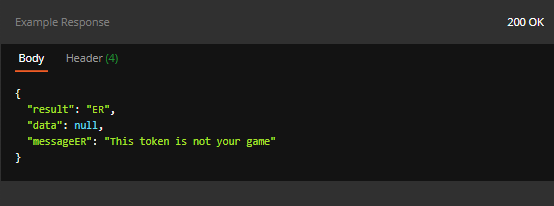 Example Response 200 OK
Body Header (4)
{
"result": "ER",
"data": null,
"messageER": "This token is not your game"
}